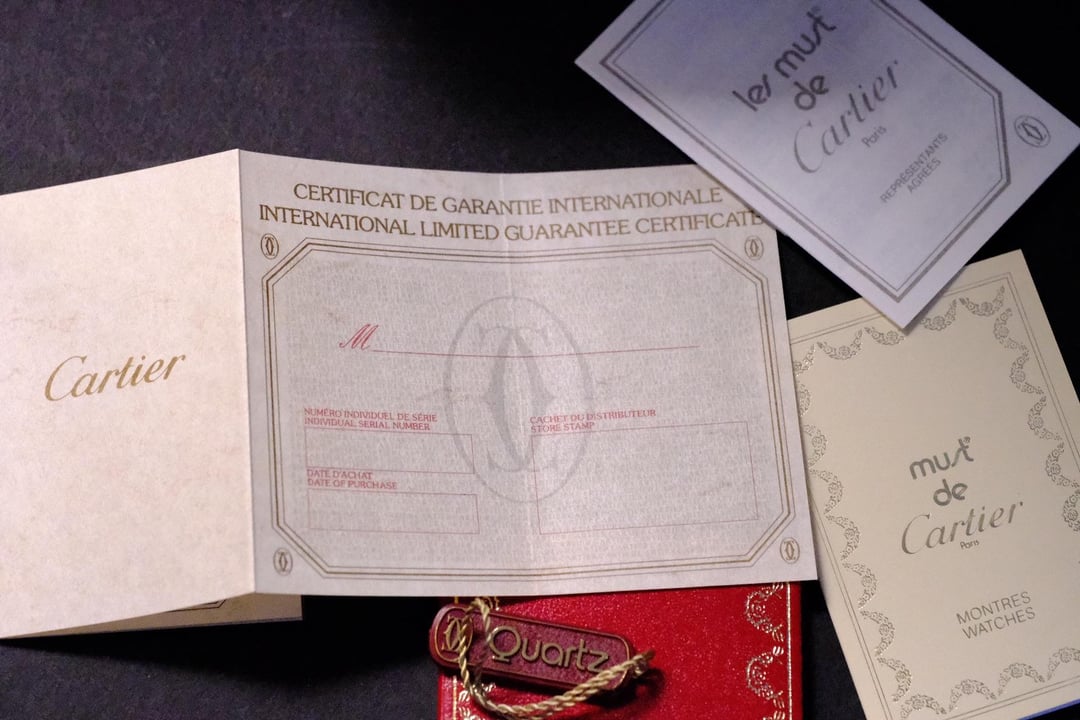 Cartier
CERTIFICAT DE GARANTIE INTERNATIONALE
INTERNATIONAL LIMITED GUARANTEE CERTIFICATE
M
NUMÉRO INDIVIDUEL DE SÉRIE
INDIVIDUAL SERIAL NUMBER
DATE D'ACHAT
DATE OF PURCHASE
CACHET DU DISTRIBUTEUR
STORE STAMP
les must
de
Cartier
Paris
REPRÉSENTANTS
AGRÉÉS
must
de
Cartier
Paris
MONTRES
WATCHES
Quartz